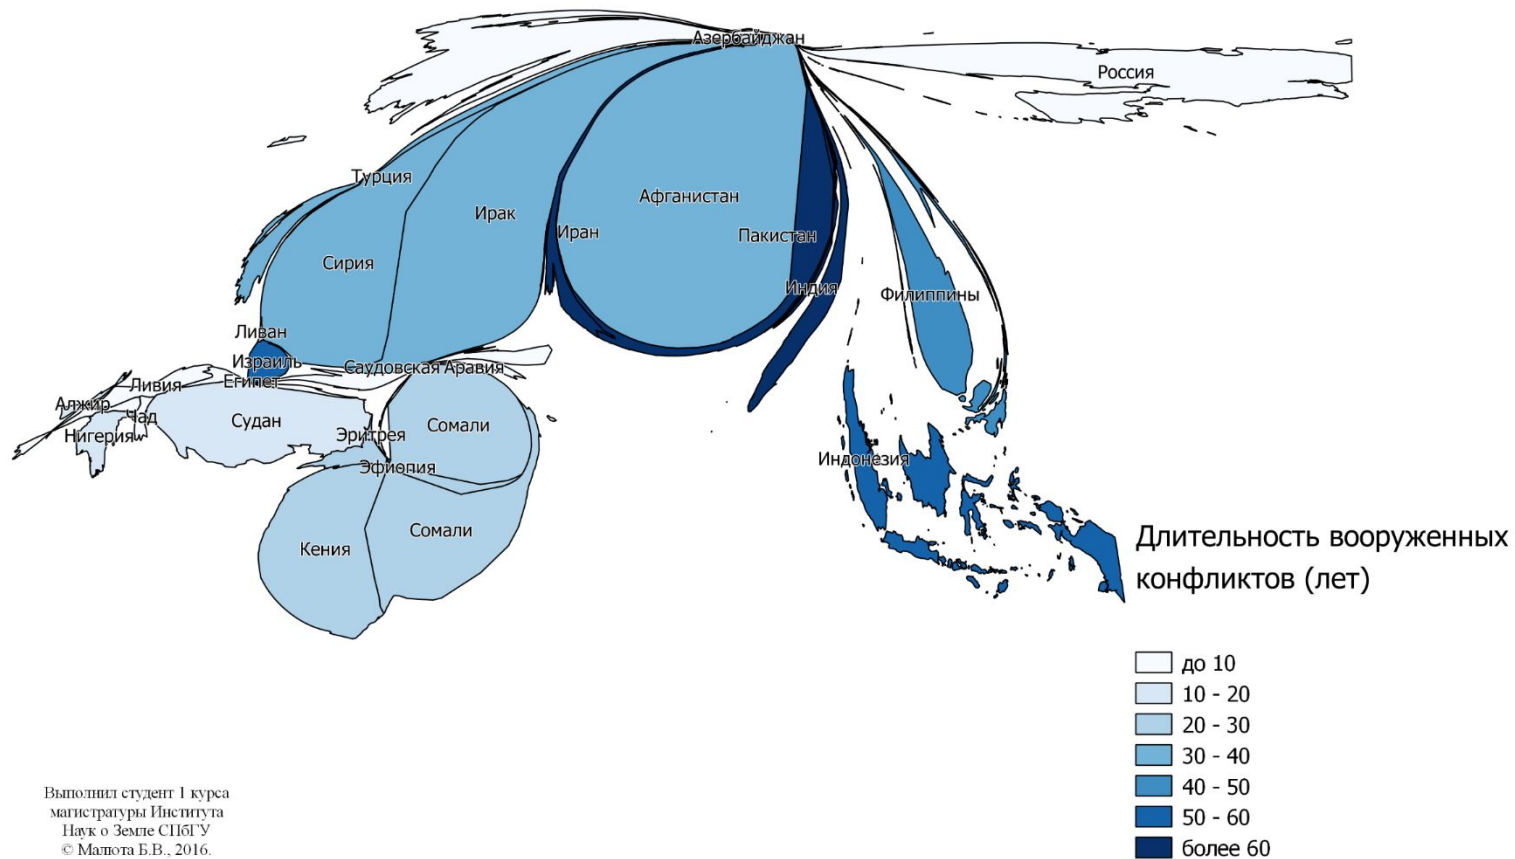 Азербайджан
Россия
Турция
Афганистан
Ирак
Иран
Пакистан
Сирия
Индия
Филиппины
Ливан
Израиль
Саудовская Аравия
Египет
Ливия
Алжир
Чад
Судан
Сомали
Нигерия
Эритрея
Эфиопия
Индонезия
Сомали
Кения
Длительность вооруженных
конфликтов (лет)
до 10
10 - 20
20 - 30
30 - 40
40 - 50
50 - 60
более 60
Выполнил студент 1 курса
магистратуры Института
Наук о Земле СПбГУ
© Малюта Б.В., 2016.